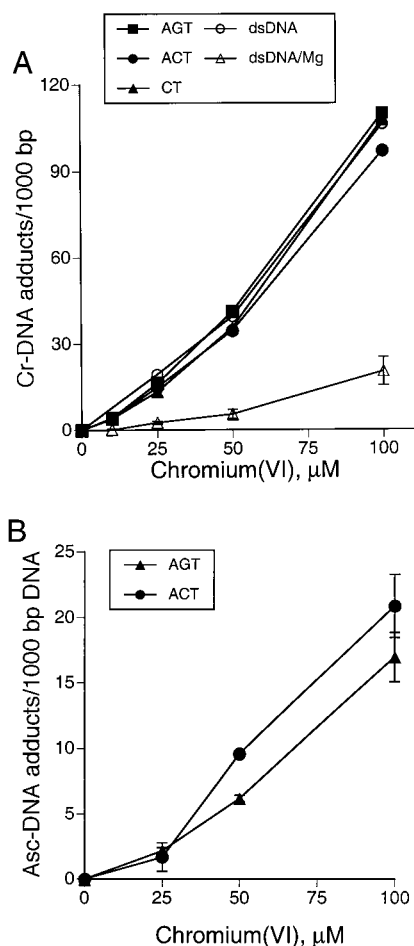 AGT dsDNA
ACT dsDNA/Mg
CT
A
120
90
60
30
0
Cr-DNA adducts/1000 bp
0 25 50 75 100
Chromium(VI), μM
B
AGT
ACT
25
20
15
10
5
0
Asc-DNA adducts/1000 bp DNA
0 25 50 75 100
Chromium(VI), μM